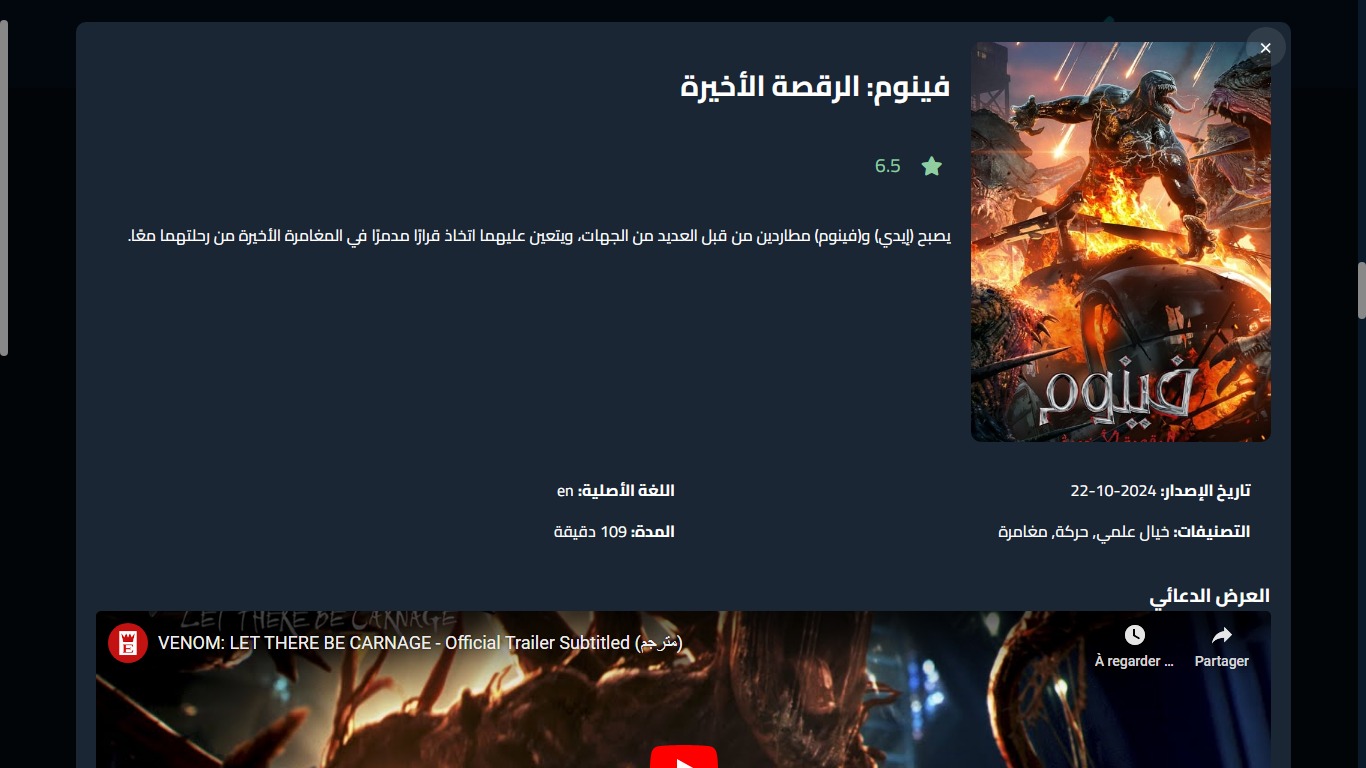 فينوم: الرقصة الأخيرة
6.5
يصبح (إيدي) و(فينوم) مطاردين من قبل العديد من الجهات، ويتعين عليهما اتخاذ قرارًا مدمرًا في المغامرة الأخيرة من رحلتهما معًا.
فينوم
تاريخ الإصدار: 2024-10-22
اللغة الأصلية: en
التصنيفات: خيال علمي, حركة, مغامرة
المدة: 109 دقيقة
العرض الدعائي
LET THERE BE CARNAGE
VENOM: LET THERE BE CARNAGE - Official Trailer Subtitled (مترجم)
À regarder ...
Partager